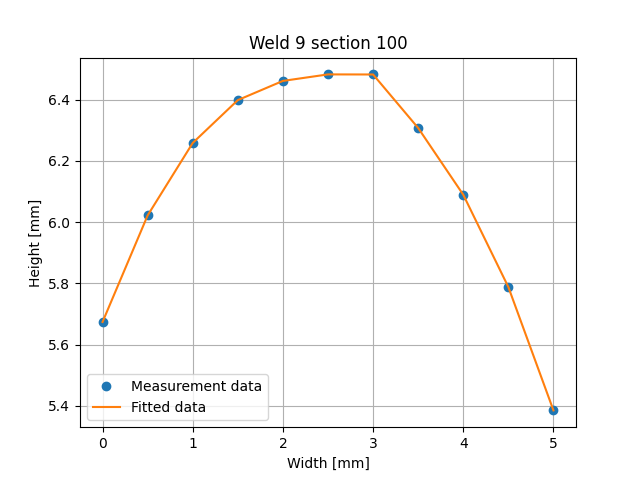 Weld 9 section 100
Height [mm]
6.4
6.2
6.0
5.8
5.6
5.4
Measurement data
Fitted data
0 1 2 3 4 5
Width [mm]